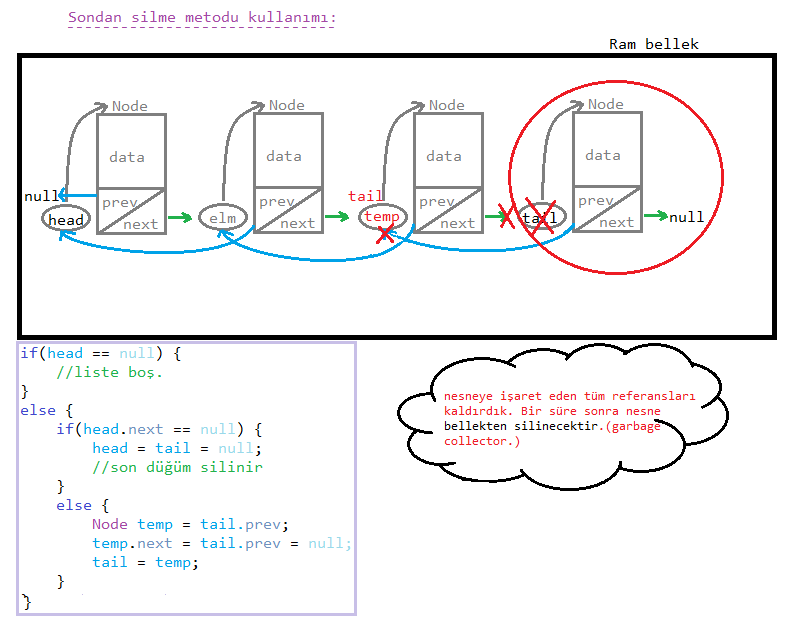 Sondan silme metodu kullanımı:
Ram bellek
Node Node Node Node
data data data data
null prev prev tail prev prev
head next elm next temp next tail next null
if(head == null) {
//liste boş.
}
else {
if(head.next == null) {
head = tail = null;
//son düğüm silinir
}
else {
Node temp = tail.prev;
temp.next = tail.prev = null;
tail = temp;
}
}
nesneye işaret eden tüm referansları
kaldırdık. Bir süre sonra nesne
bellekten silinecektir.(garbage
collector.)